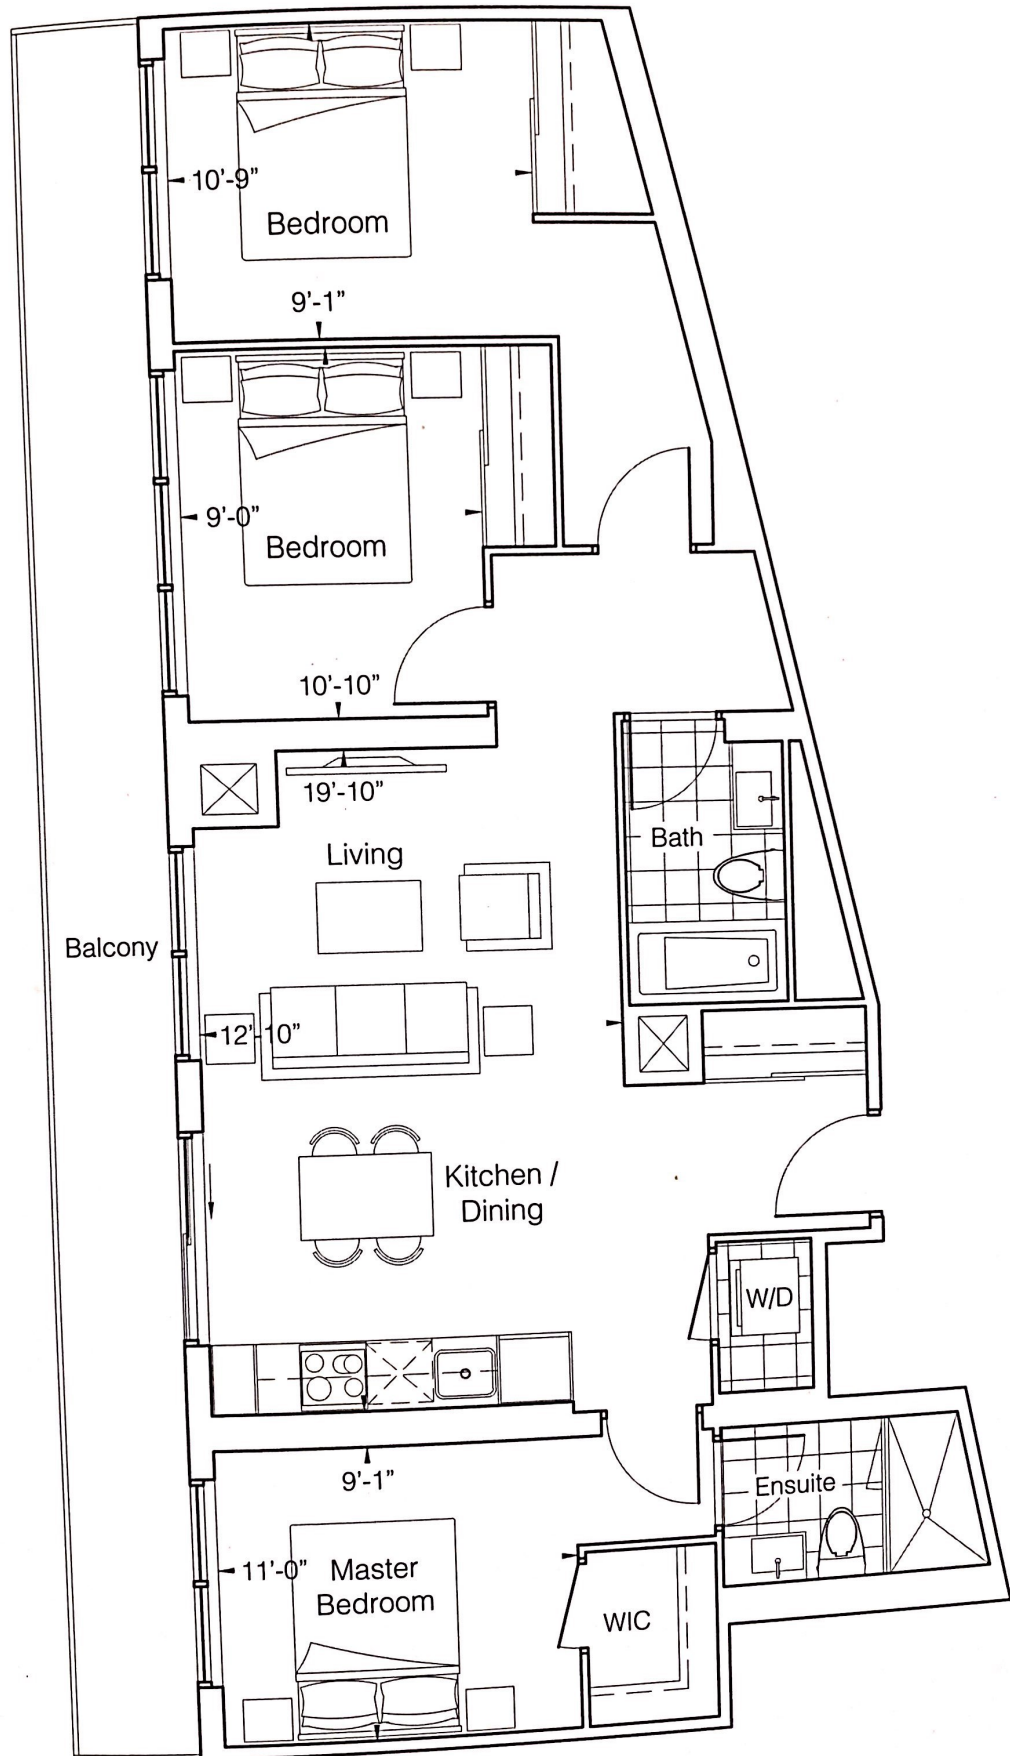 10'-9"
Bedroom
9'-1"
9'-0"
Bedroom
10'-10"
19'-10"
Living
Bath
Balcony
12'-10"
Kitchen /
Dining
W/D
9'-1"
Ensuite
11'-0"
Master
Bedroom
WIC